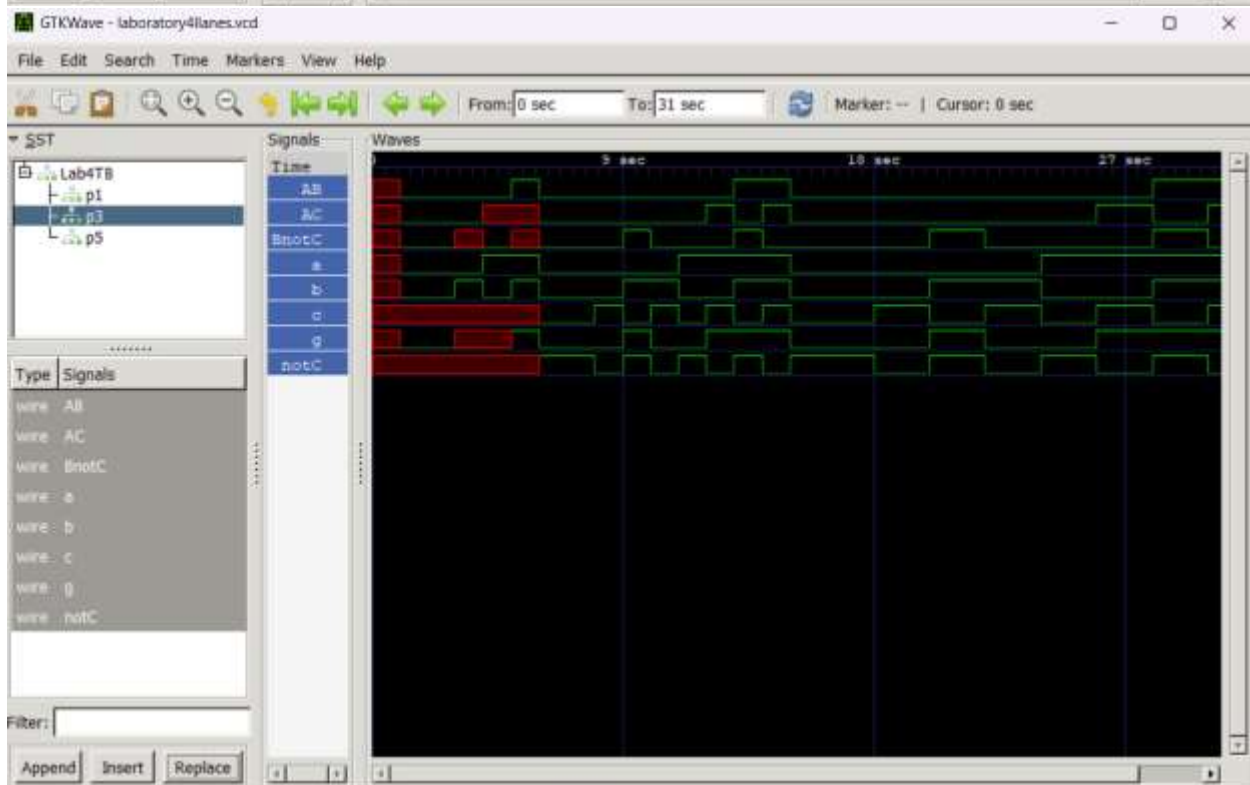 GTKWave - laboratory4llanes.vcd
File Edit Search Time Markers View Help
From: 0 sec To: 31 sec Marker: -- | Cursor: 0 sec
SST
Lab4TB
p1
p3
p5
Type Signals
wire AB
wire AC
wire BnotC
wire a
wire b
wire c
wire g
wire notC
Filter:
Append Insert Replace
Signals
Time
AB
AC
BnotC
a
b
c
g
notC
Waves
9 sec 18 sec 27 sec